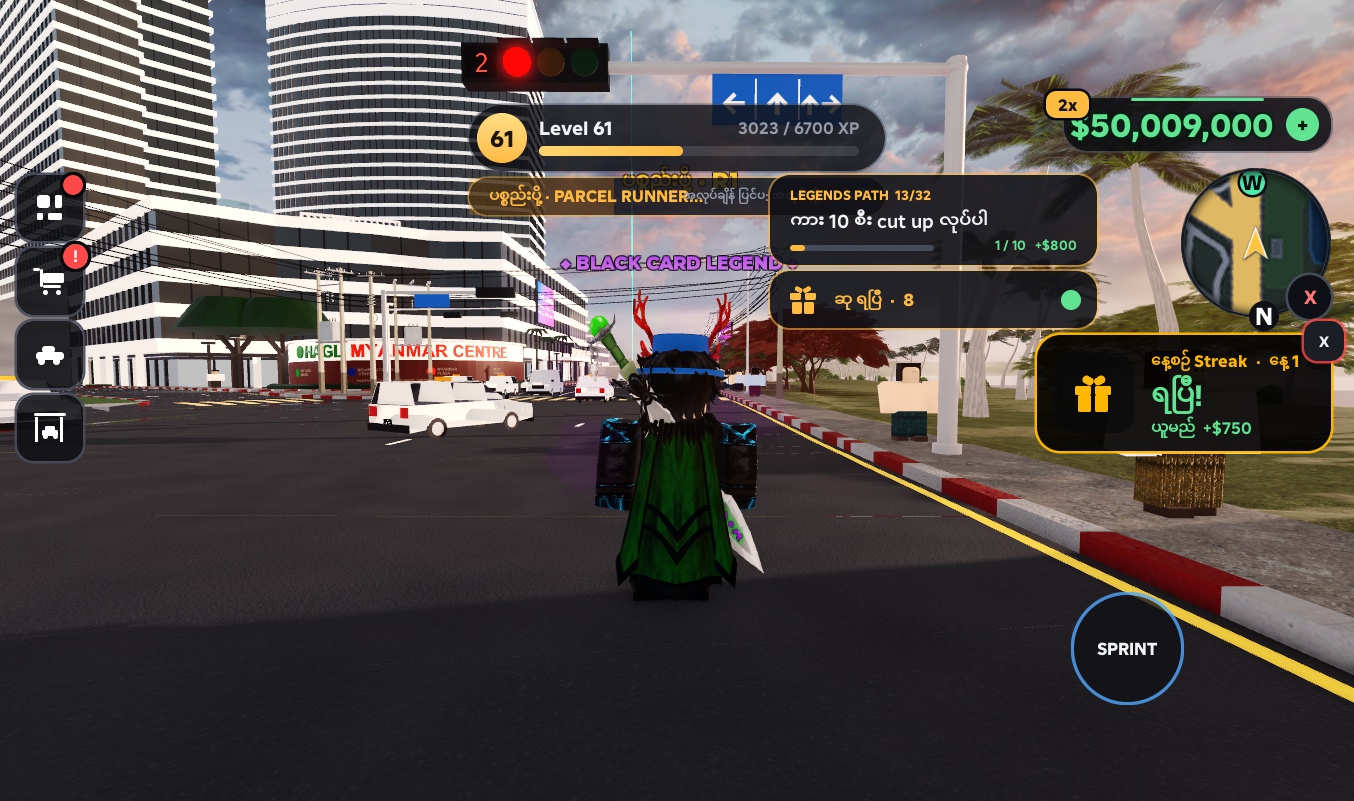 2
Level 61
3023 / 6700 XP
61
2x
$50,009,000
+
ပစ္စည်းပို့ · PARCEL RUNNER...
LEGENDS PATH 13/32
ကား 10 စီး cut up လုပ်ပါ
1 / 10 +$800
◆ BLACK CARD LEGEND ◆
ဆု ရပြီ · 8
W
N
X
X
!
နေ့စဉ် Streak · နေ့ 1
ရပြီ!
ယူမည် +$750
MYANMAR CENTRE
SPRINT